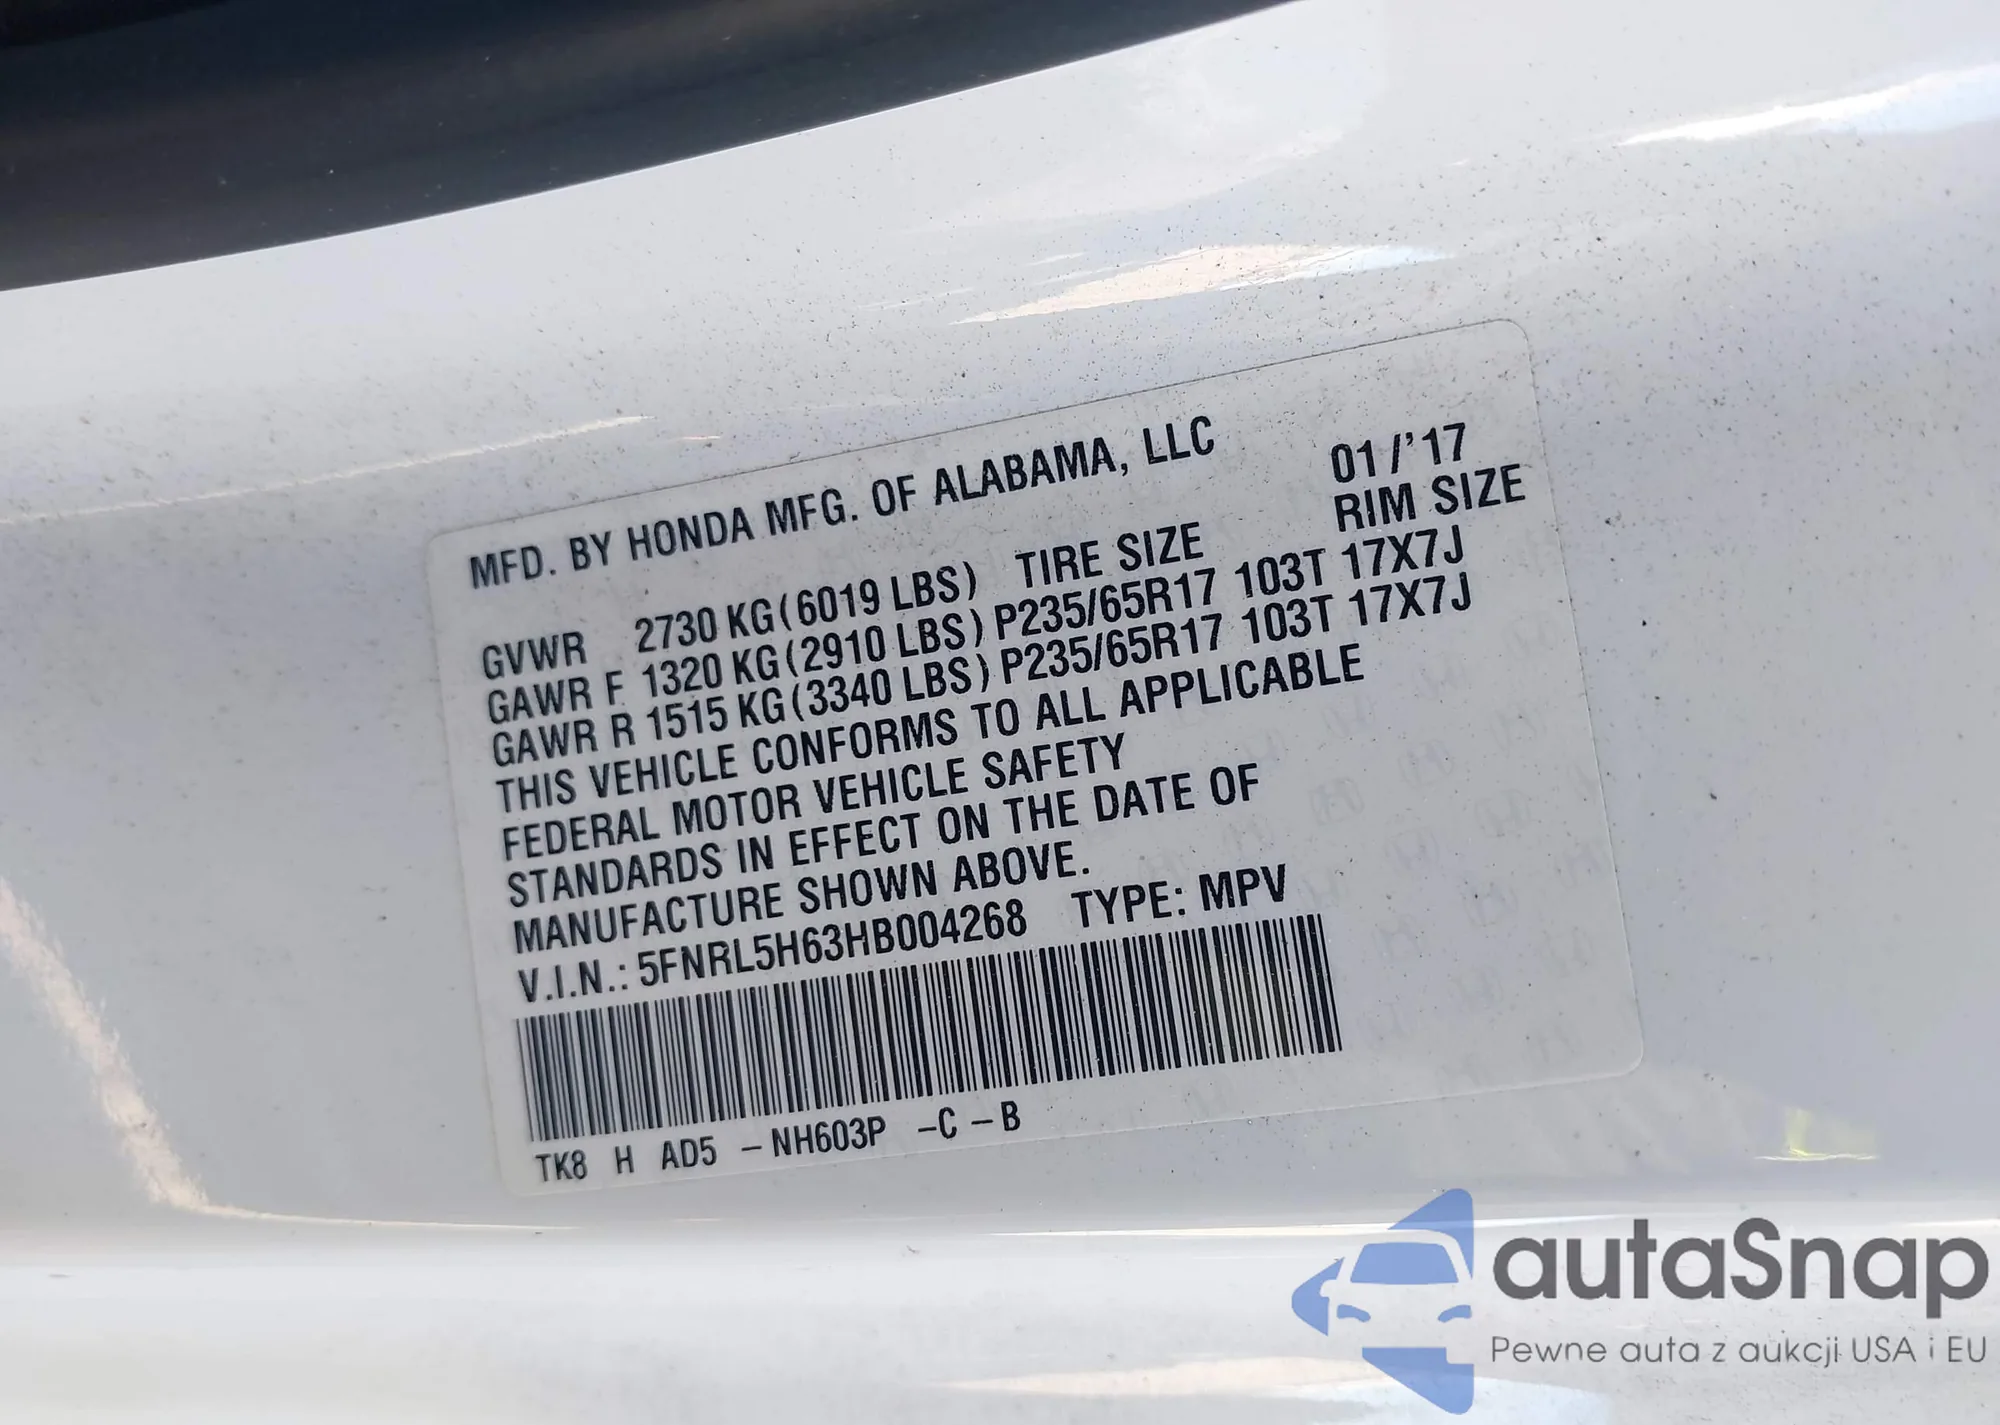 MFD. BY HONDA MFG. OF ALABAMA, LLC 01/'17
GVWR 2730 KG(6019 LBS) TIRE SIZE RIM SIZE
GAWR F 1320 KG(2910 LBS) P235/65R17 103T 17X7J
GAWR R 1515 KG(3340 LBS) P235/65R17 103T 17X7J
THIS VEHICLE CONFORMS TO ALL APPLICABLE
FEDERAL MOTOR VEHICLE SAFETY
STANDARDS IN EFFECT ON THE DATE OF
MANUFACTURE SHOWN ABOVE.
V.I.N.: 5FNRL5H63HB004268 TYPE: MPV
TK8 H AD5 –NH603P –C –B
autaSnap
Pewne auta z aukcji USA i EU